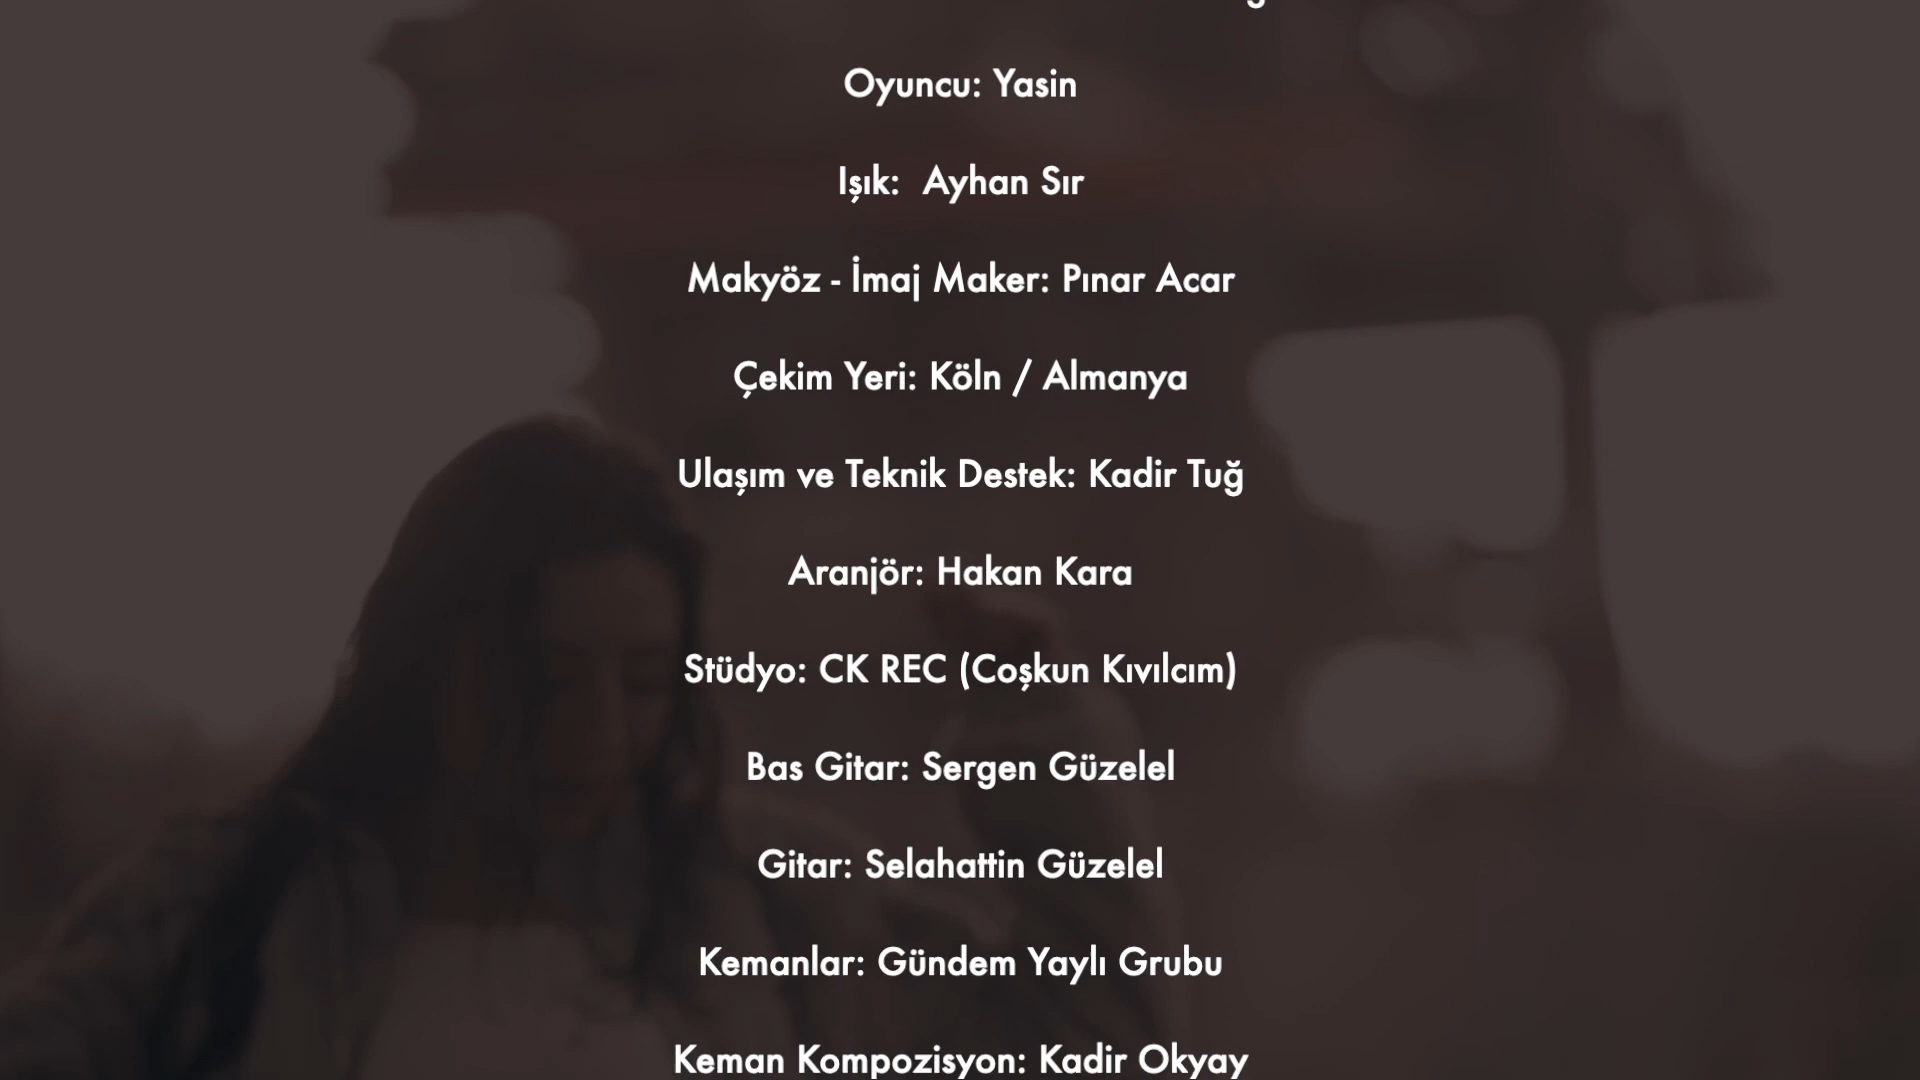 Oyuncu: Yasin
Işık:  Ayhan Sır
Makyöz - İmaj Maker: Pınar Acar
Çekim Yeri: Köln / Almanya
Ulaşım ve Teknik Destek: Kadir Tuğ
Aranjör: Hakan Kara
Stüdyo: CK REC (Coşkun Kıvılcım)
Bas Gitar: Sergen Güzelel
Gitar: Selahattin Güzelel
Kemanlar: Gündem Yaylı Grubu
Keman Kompozisyon: Kadir Okyay